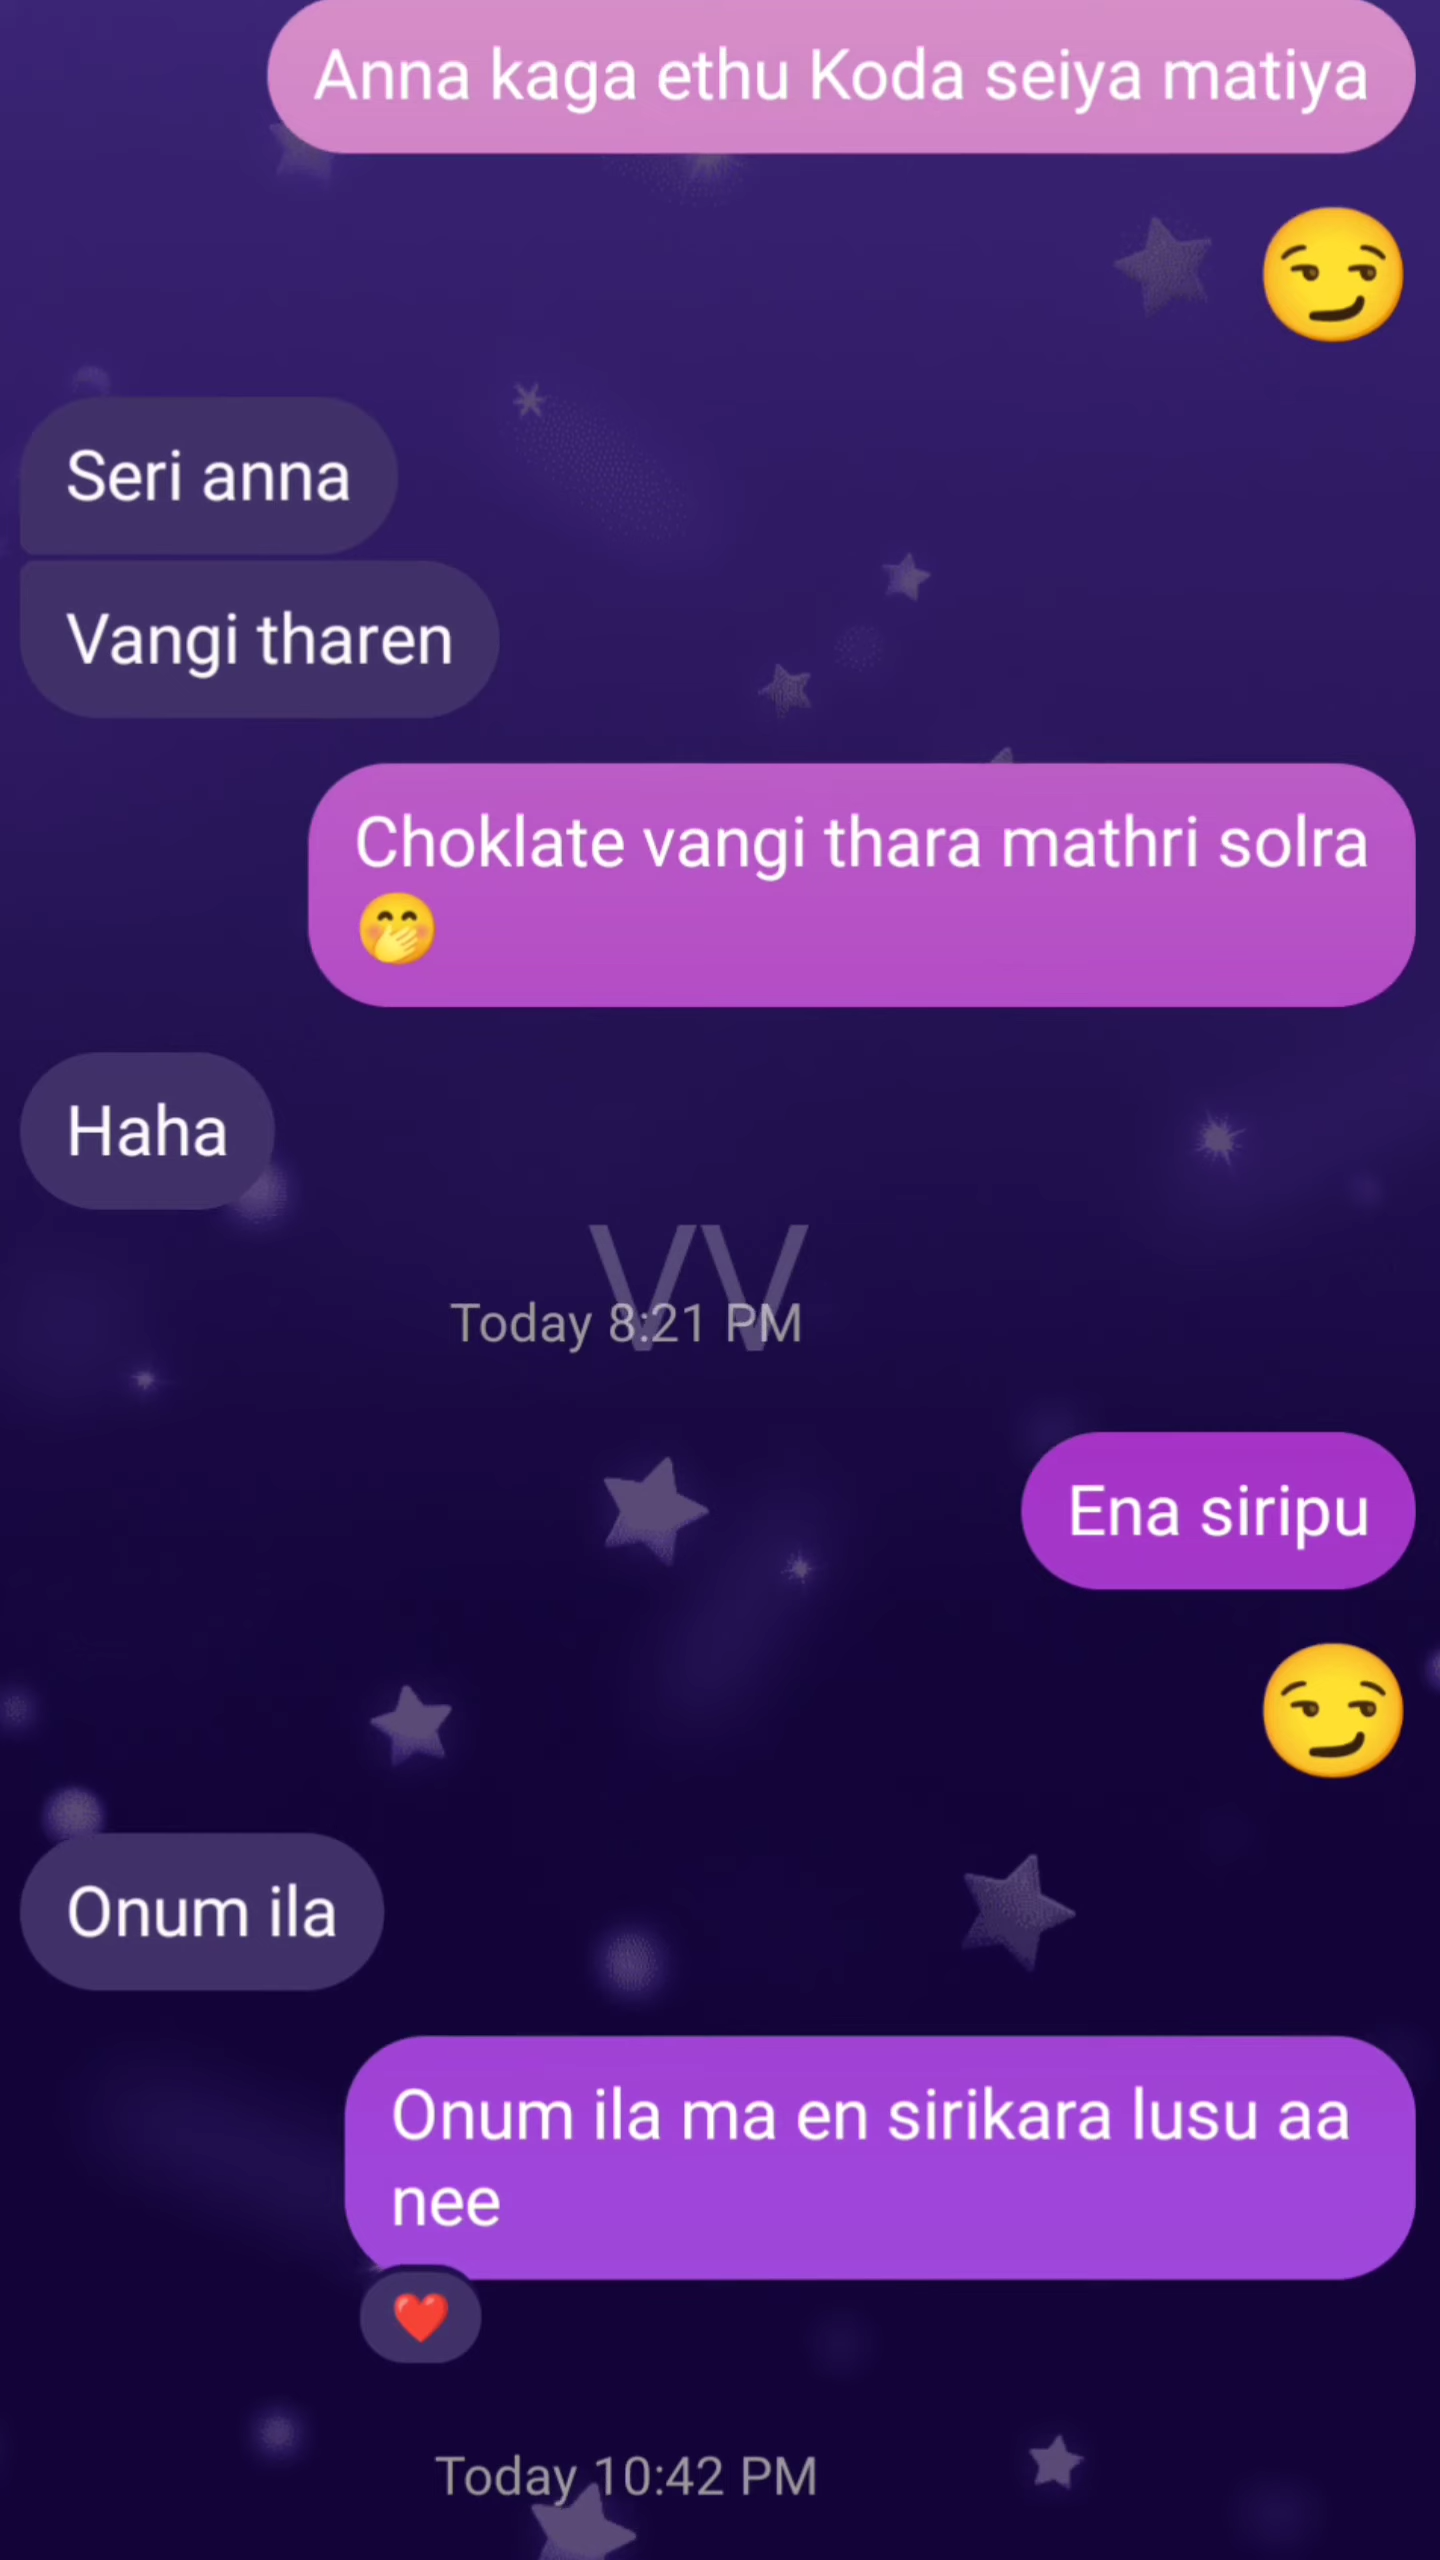 Anna kaga ethu Koda seiya matiya
😏
Seri anna
Vangi tharen
Choklate vangi thara mathri solra
🤭
Haha
VV
Today 8:21 PM
Ena siripu
😏
Onum ila
Onum ila ma en sirikara lusu aa
nee
❤️
Today 10:42 PM